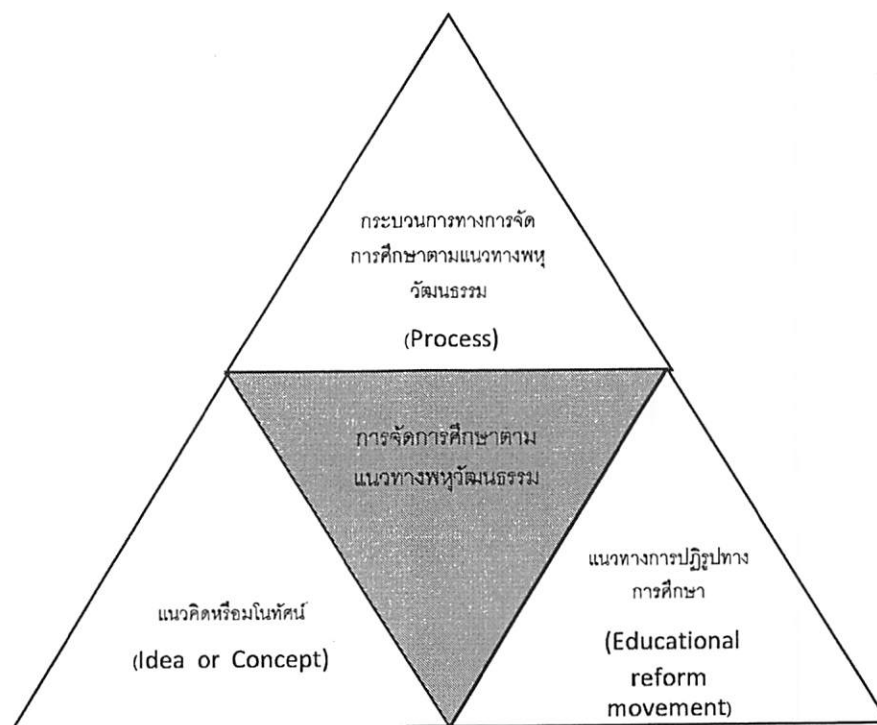 กระบวนการทางการจัด
การศึกษาตามแนวทางพหุ
วัฒนธรรม
(Process)
การจัดการศึกษาตาม
แนวทางพหุวัฒนธรรม
แนวคิดหรือมโนทัศน์
(Idea or Concept)
แนวทางการปฏิรูปทาง
การศึกษา
(Educational
reform
movement)